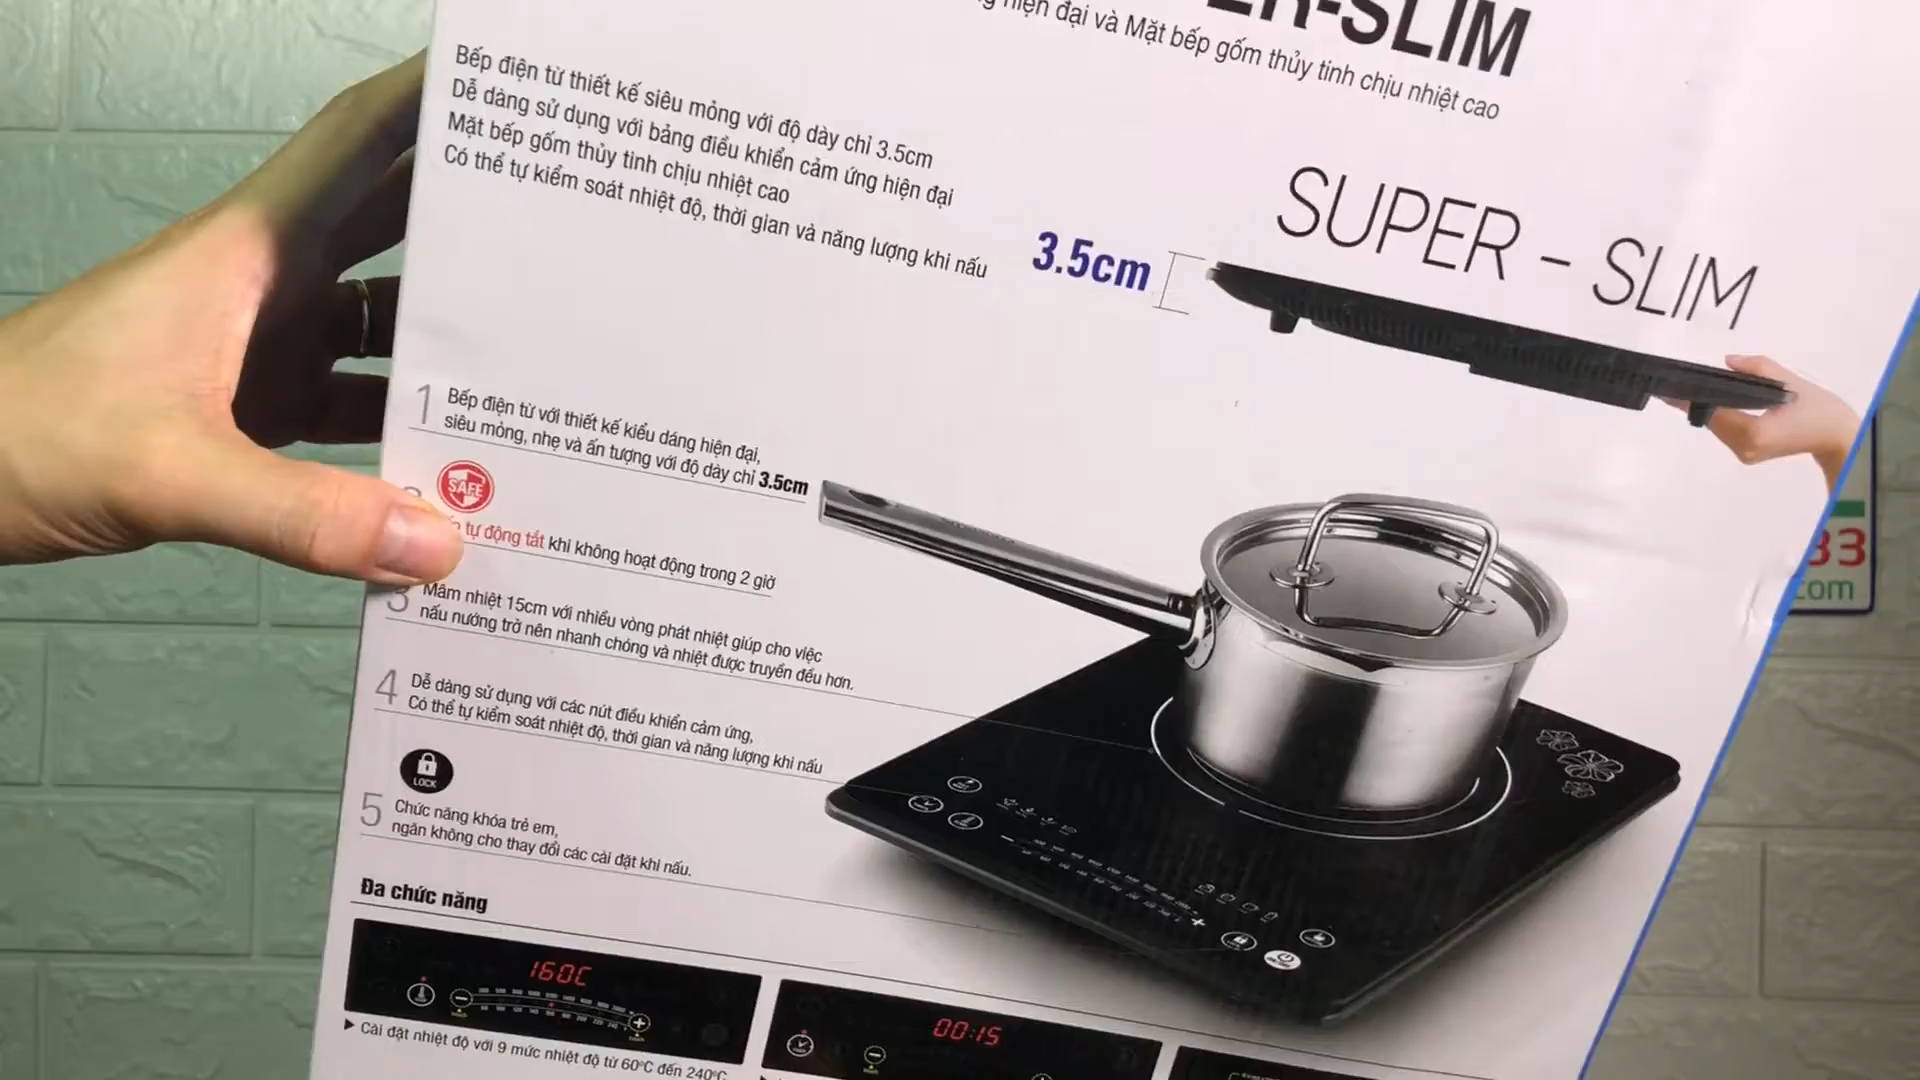 ER-SLIM
hiện đại và Mặt bếp gốm thủy tinh chịu nhiệt cao
Bếp điện từ thiết kế siêu mỏng với độ dày chỉ 3.5cm
Dễ dàng sử dụng với bảng điều khiển cảm ứng hiện đại
Mặt bếp gốm thủy tinh chịu nhiệt cao
Có thể tự kiểm soát nhiệt độ, thời gian và năng lượng khi nấu
SUPER - SLIM
3.5cm
1 Bếp điện từ với thiết kế kiểu dáng hiện đại,
siêu mỏng, nhẹ và ấn tượng với độ dày chỉ 3.5cm
SAFE
tự động tắt khi không hoạt động trong 2 giờ
3 Mâm nhiệt 15cm với nhiều vòng phát nhiệt giúp cho việc
nấu nướng trở nên nhanh chóng và nhiệt được truyền đều hơn.
4 Dễ dàng sử dụng với các nút điều khiển cảm ứng,
Có thể tự kiểm soát nhiệt độ, thời gian và năng lượng khi nấu
LOCK
5 Chức năng khóa trẻ em,
ngăn không cho thay đổi các cài đặt khi nấu.
Đa chức năng
160C
00:15
► Cài đặt nhiệt độ với 9 mức nhiệt độ từ 60ºC đến 240ºC
33
com